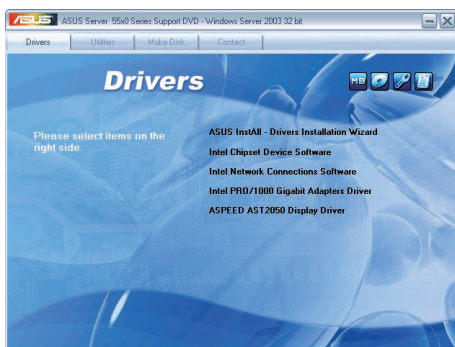 ASUS ASUS Server 55x0 Series Support DVD - Windows Server 2003 32 bit
Drivers Utilities Make Disk Contact
Drivers
MB
Please select items on the
right side.
ASUS InstAll - Drivers Installation Wizard
Intel Chipset Device Software
Intel Network Connections Software
Intel PRO/1000 Gigabit Adapters Driver
ASPEED AST2050 Display Driver